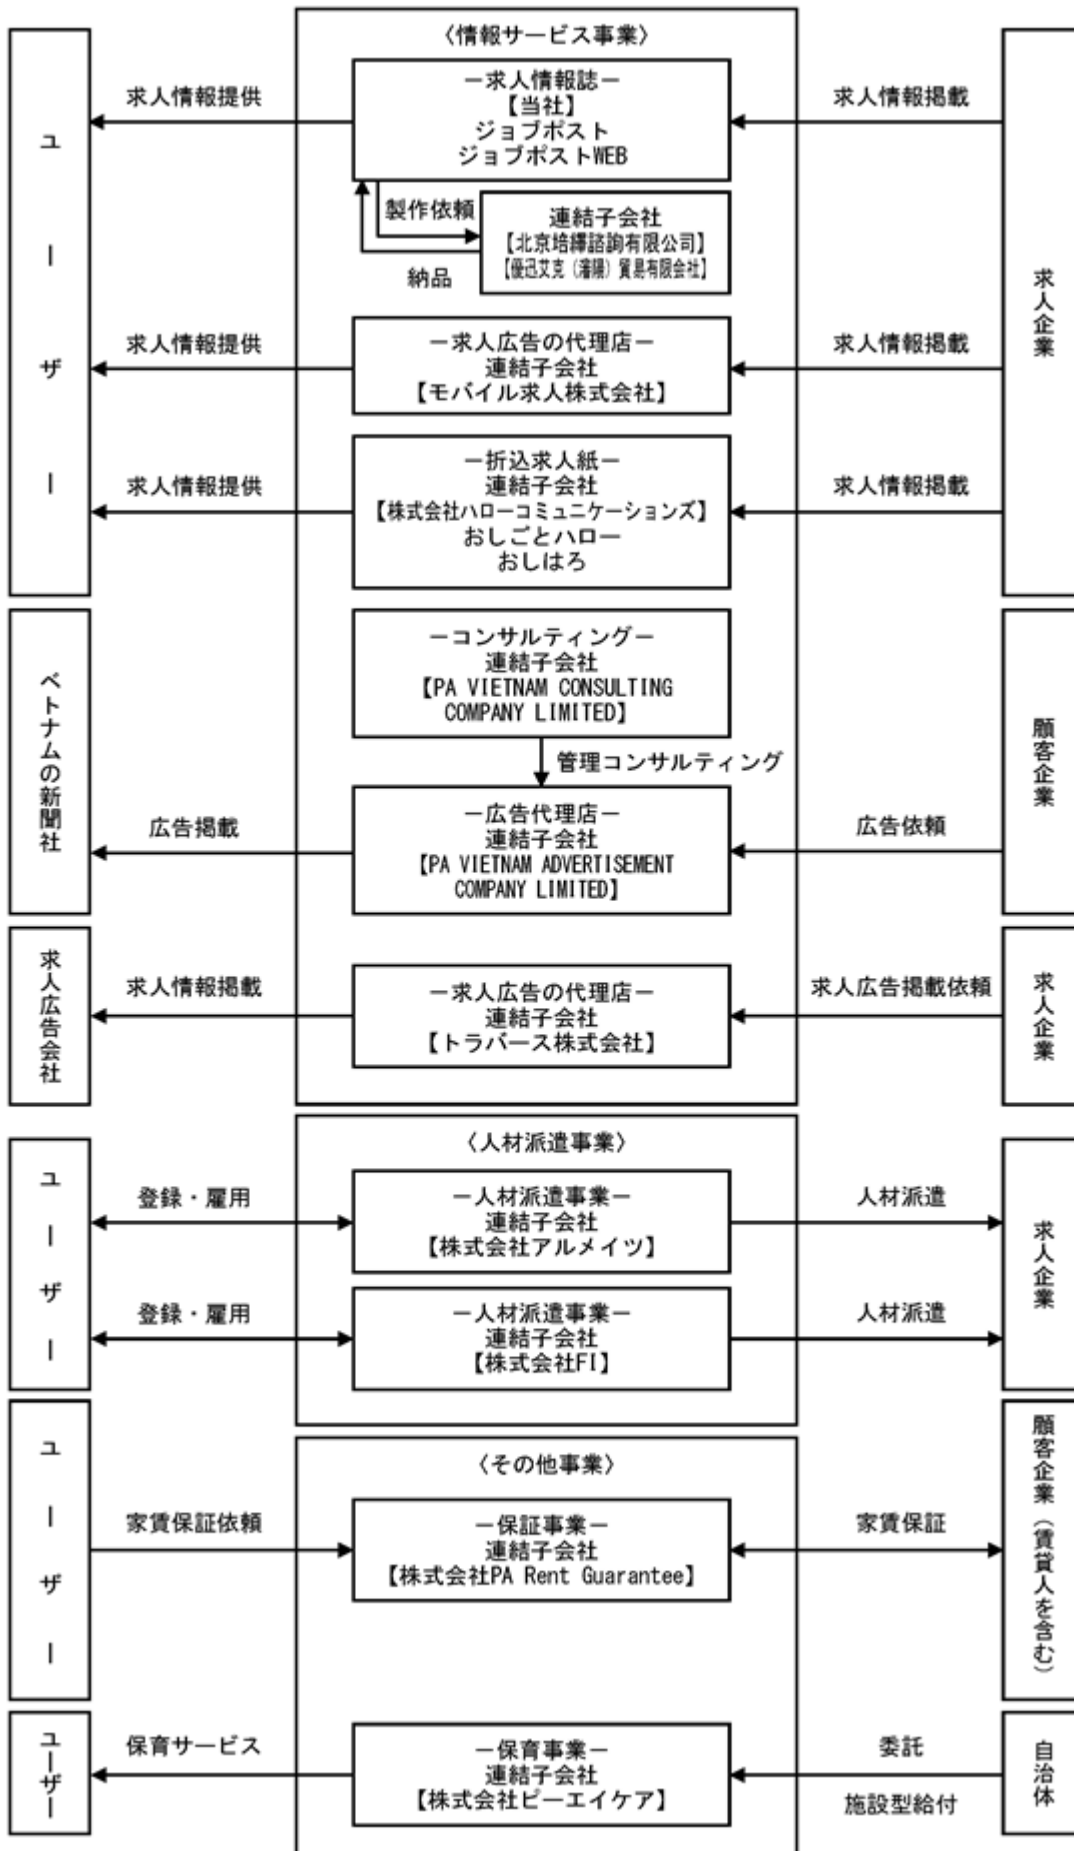 〈情報サービス事業〉
ユーザー
求人情報提供
－求人情報誌－
【当社】
ジョブポスト
ジョブポストWEB
求人情報掲載
求人企業
製作依頼
納品
連結子会社
【北京培繹諮詢有限公司】
【優迅艾克（瀋陽）貿易有限会社】
求人情報提供
－求人広告の代理店－
連結子会社
【モバイル求人株式会社】
求人情報掲載
求人情報提供
－折込求人紙－
連結子会社
【株式会社ハローコミュニケーションズ】
おしごとハロー
おしはろ
求人情報掲載
ベトナムの新聞社
－コンサルティング－
連結子会社
【PA VIETNAM CONSULTING
COMPANY LIMITED】
顧客企業
管理コンサルティング
広告掲載
－広告代理店－
連結子会社
【PA VIETNAM ADVERTISEMENT
COMPANY LIMITED】
広告依頼
求人広告会社
求人情報掲載
－求人広告の代理店－
連結子会社
【トラバース株式会社】
求人広告掲載依頼
求人企業
〈人材派遣事業〉
ユーザー
登録・雇用
－人材派遣事業－
連結子会社
【株式会社アルメイツ】
人材派遣
求人企業
登録・雇用
－人材派遣事業－
連結子会社
【株式会社FI】
人材派遣
〈その他事業〉
ユーザー
家賃保証依頼
－保証事業－
連結子会社
【株式会社PA Rent Guarantee】
家賃保証
顧客企業（賃貸人を含む）
ユーザー
保育サービス
－保育事業－
連結子会社
【株式会社ピーエイケア】
委託
施設型給付
自治体